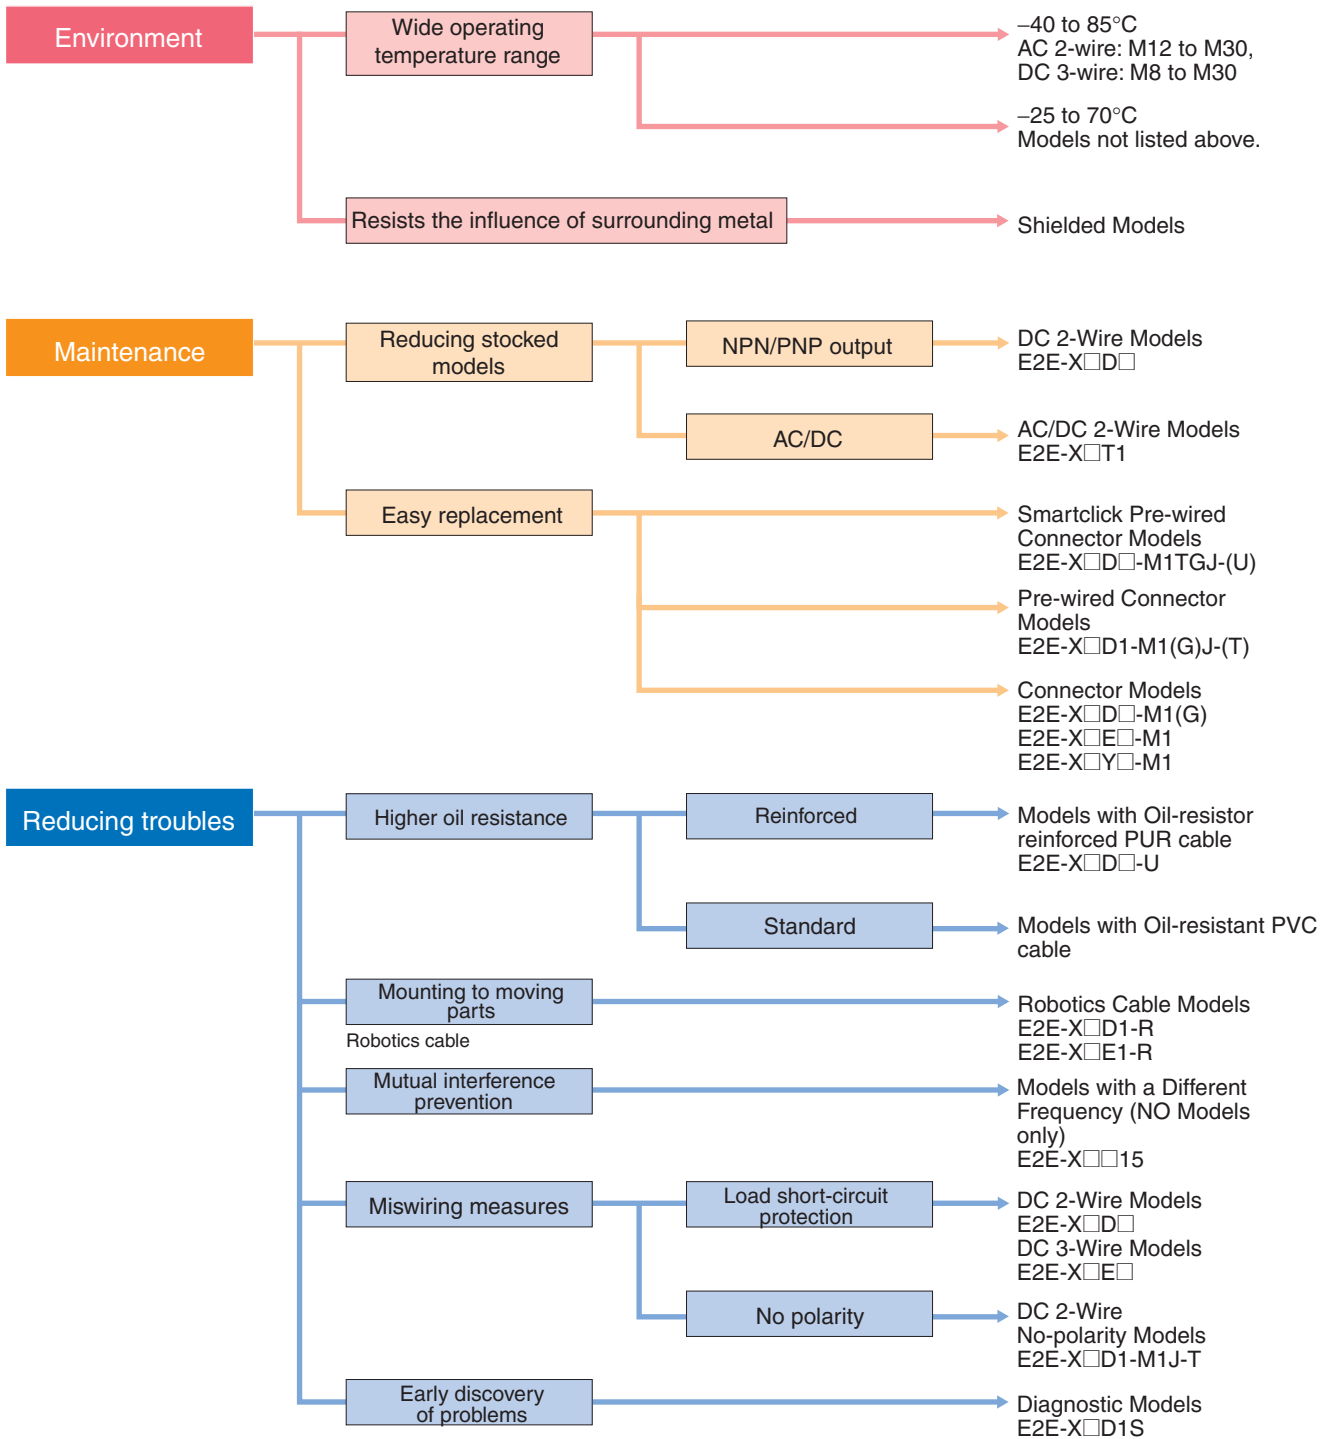 Environment
Wide operating
temperature range
–40 to 85°C
AC 2-wire: M12 to M30,
DC 3-wire: M8 to M30
–25 to 70°C
Models not listed above.
Resists the influence of surrounding metal
Shielded Models
Maintenance
Reducing stocked
models
NPN/PNP output
DC 2-Wire Models
E2E-X□D□
AC/DC
AC/DC 2-Wire Models
E2E-X□T1
Easy replacement
Smartclick Pre-wired
Connector Models
E2E-X□D□-M1TGJ-(U)
Pre-wired Connector
Models
E2E-X□D1-M1(G)J-(T)
Connector Models
E2E-X□D□-M1(G)
E2E-X□E□-M1
E2E-X□Y□-M1
Reducing troubles
Higher oil resistance
Reinforced
Models with Oil-resistor
reinforced PUR cable
E2E-X□D□-U
Standard
Models with Oil-resistant PVC
cable
Mounting to moving
parts
Robotics cable
Robotics Cable Models
E2E-X□D1-R
E2E-X□E1-R
Mutual interference
prevention
Models with a Different
Frequency (NO Models
only)
E2E-X□□15
Miswiring measures
Load short-circuit
protection
DC 2-Wire Models
E2E-X□D□
DC 3-Wire Models
E2E-X□E□
No polarity
DC 2-Wire
No-polarity Models
E2E-X□D1-M1J-T
Early discovery
of problems
Diagnostic Models
E2E-X□D1S